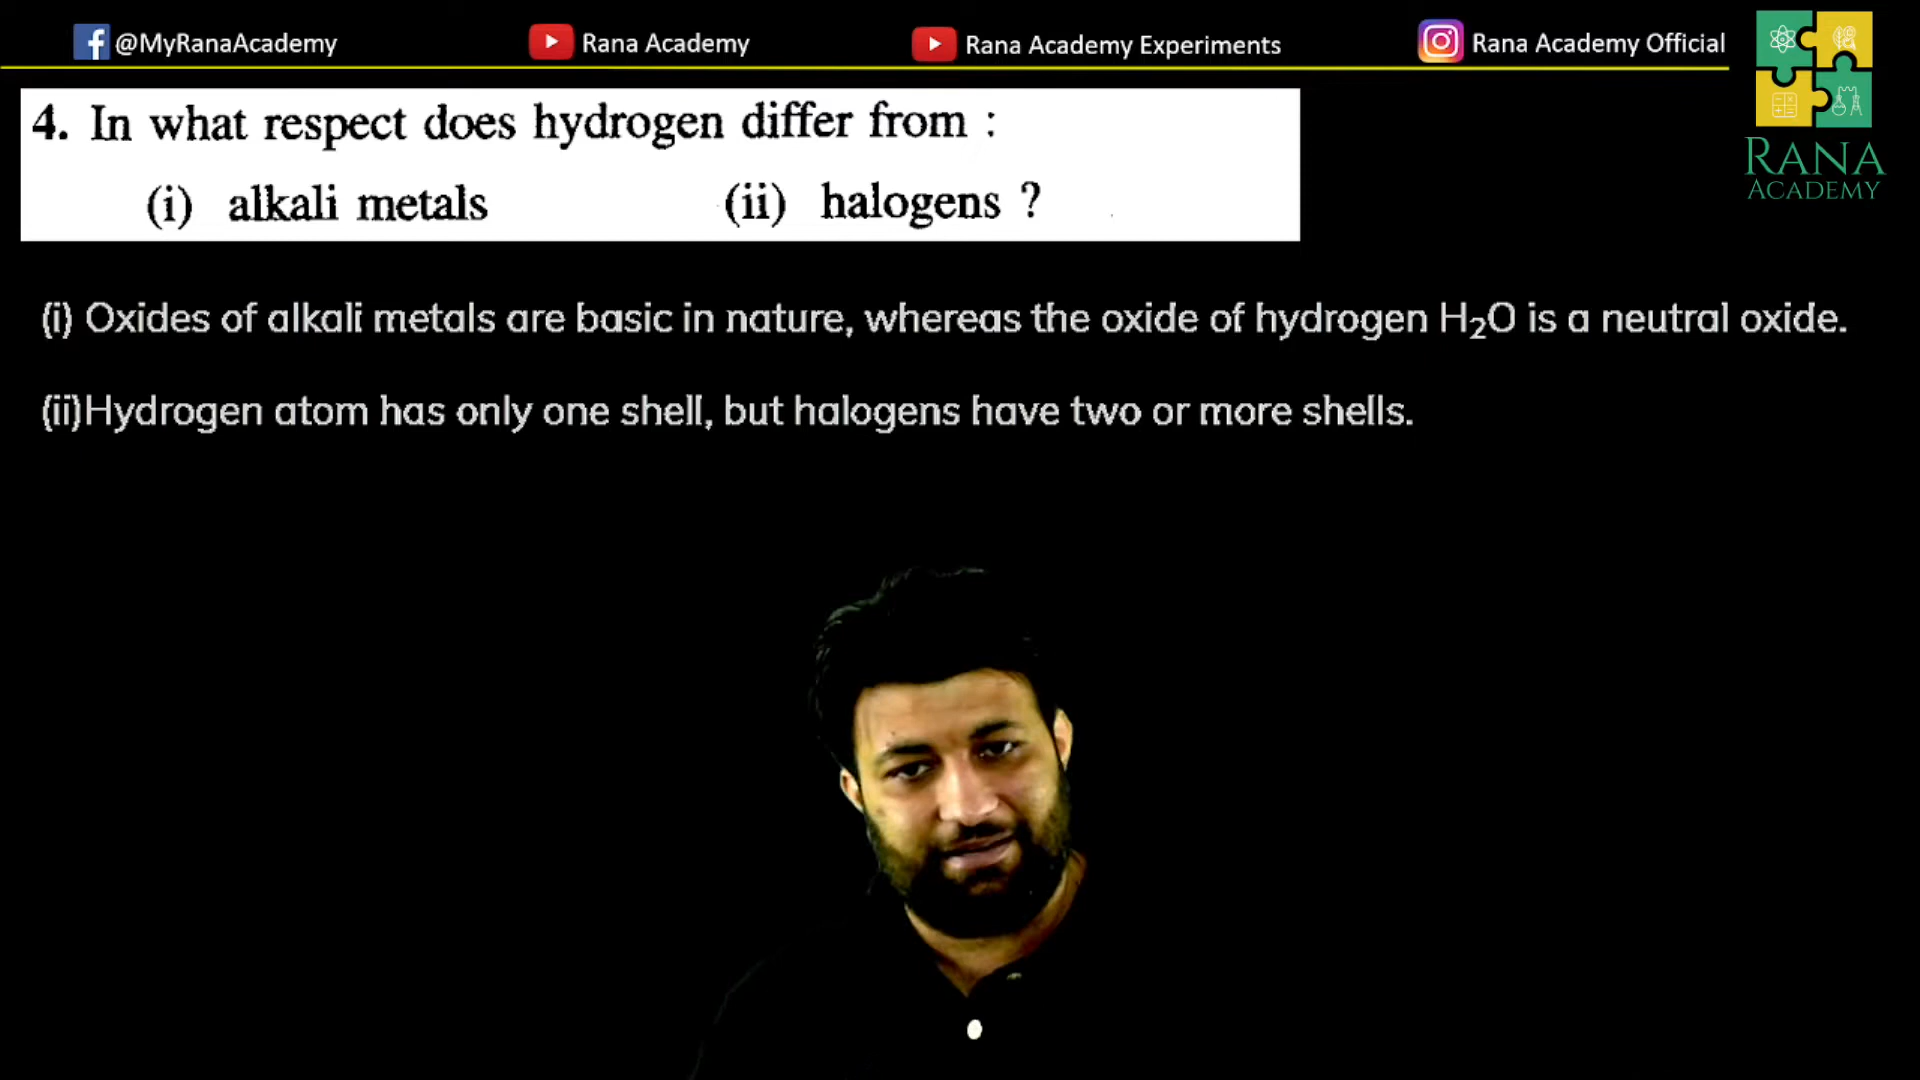 @MyRanaAcademy Rana Academy Rana Academy Experiments Rana Academy Official
RANA
ACADEMY
4. In what respect does hydrogen differ from :
(i) alkali metals (ii) halogens ?
(i) Oxides of alkali metals are basic in nature, whereas the oxide of hydrogen H₂O is a neutral oxide.
(ii)Hydrogen atom has only one shell, but halogens have two or more shells.